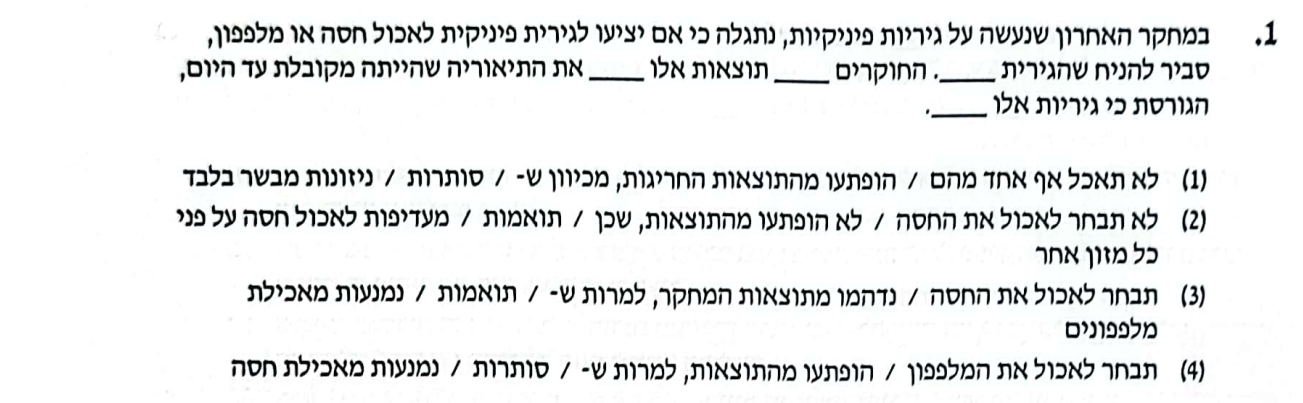 1. במחקר האחרון שנעשה על גיריות פיניקיות, נתגלה כי אם יציעו לגירית פיניקית לאכול חסה או מלפפון,
סביר להניח שהגירית ____. החוקרים ____ תוצאות אלו ____ את התיאוריה שהייתה מקובלת עד היום,
הגורסת כי גיריות אלו ____.
(1) לא תאכל אף אחד מהם / הופתעו מהתוצאות החריגות, מכיוון ש- / סותרות / ניזונות מבשר בלבד
(2) לא תבחר לאכול את החסה / לא הופתעו מהתוצאות, שכן / תואמות / מעדיפות לאכול חסה על פני
כל מזון אחר
(3) תבחר לאכול את החסה / נדהמו מתוצאות המחקר, למרות ש- / תואמות / נמנעות מאכילת
מלפפונים
(4) תבחר לאכול את המלפפון / הופתעו מהתוצאות, למרות ש- / סותרות / נמנעות מאכילת חסה